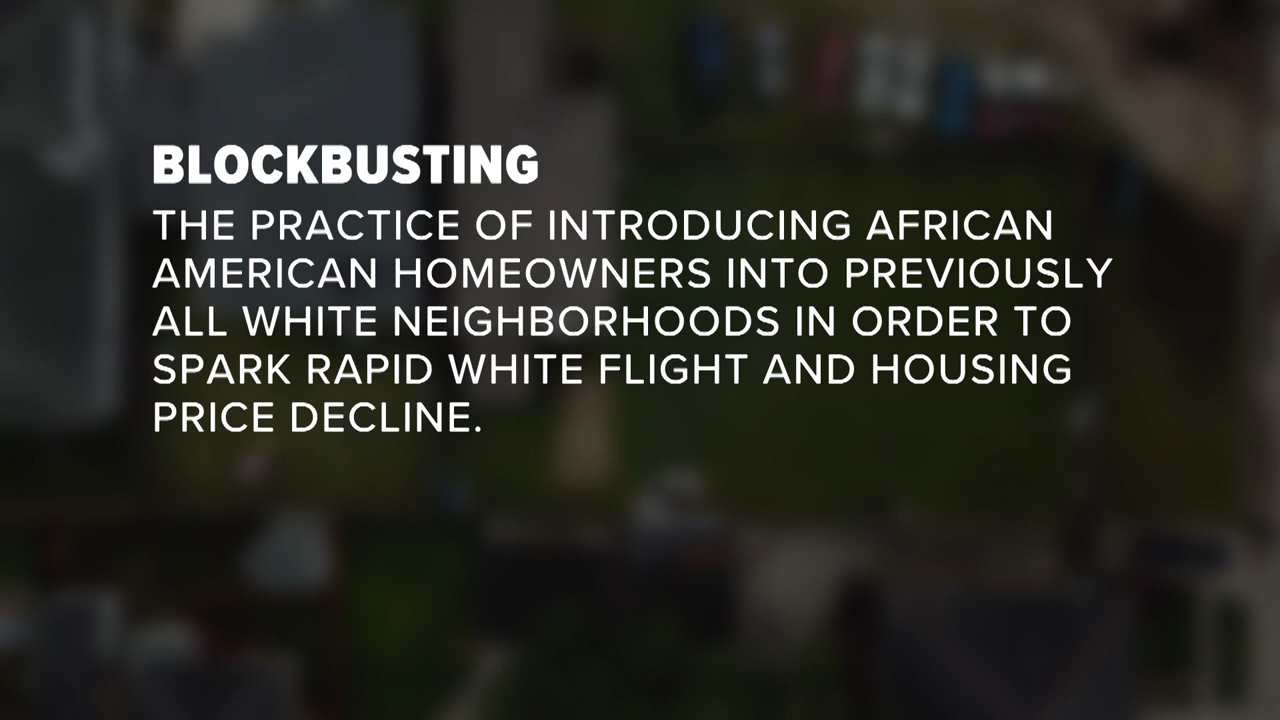 BLOCKBUSTING
THE PRACTICE OF INTRODUCING AFRICAN
AMERICAN HOMEOWNERS INTO PREVIOUSLY
ALL WHITE NEIGHBORHOODS IN ORDER TO
SPARK RAPID WHITE FLIGHT AND HOUSING
PRICE DECLINE.